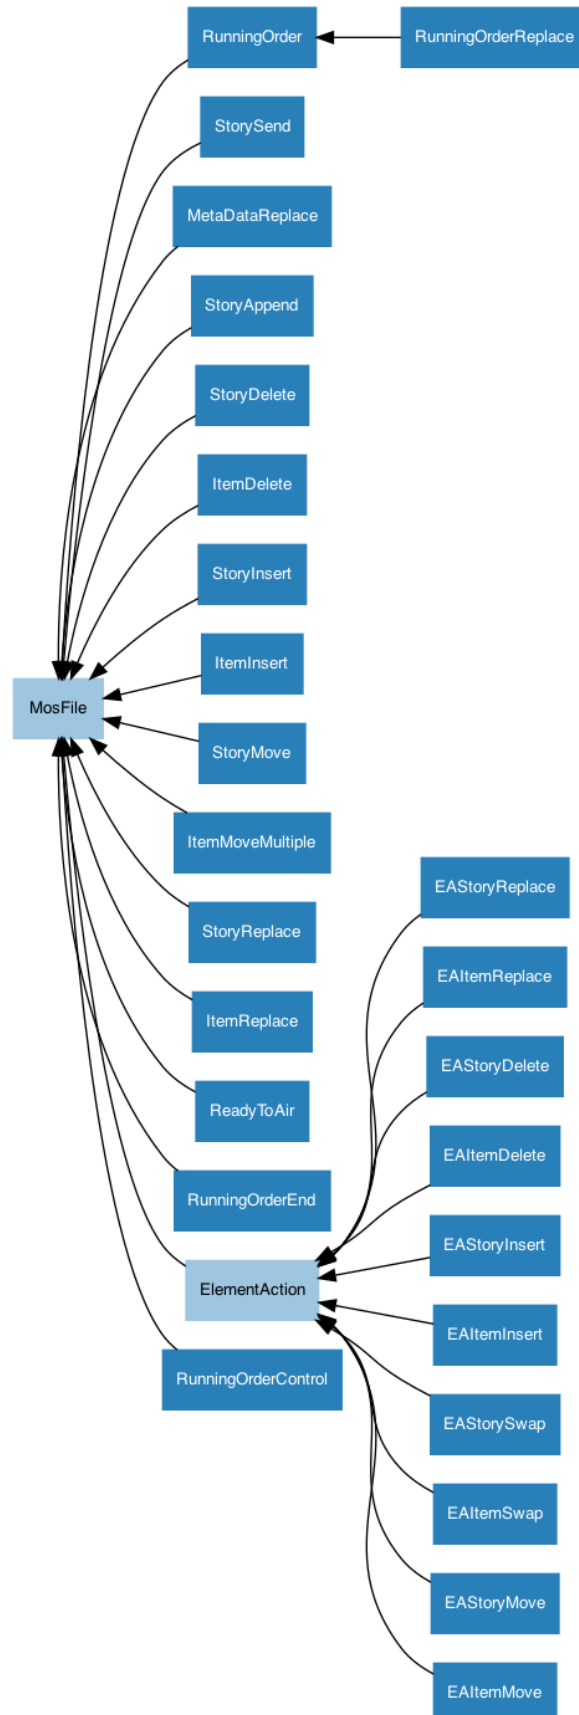 RunningOrder
RunningOrderReplace
StorySend
MetaDataReplace
StoryAppend
StoryDelete
ItemDelete
StoryInsert
ItemInsert
MosFile
StoryMove
ItemMoveMultiple
EAStoryReplace
StoryReplace
EAItemReplace
ItemReplace
EAStoryDelete
ReadyToAir
EAItemDelete
RunningOrderEnd
EAStoryInsert
ElementAction
EAItemInsert
RunningOrderControl
EAStorySwap
EAItemSwap
EAStoryMove
EAItemMove